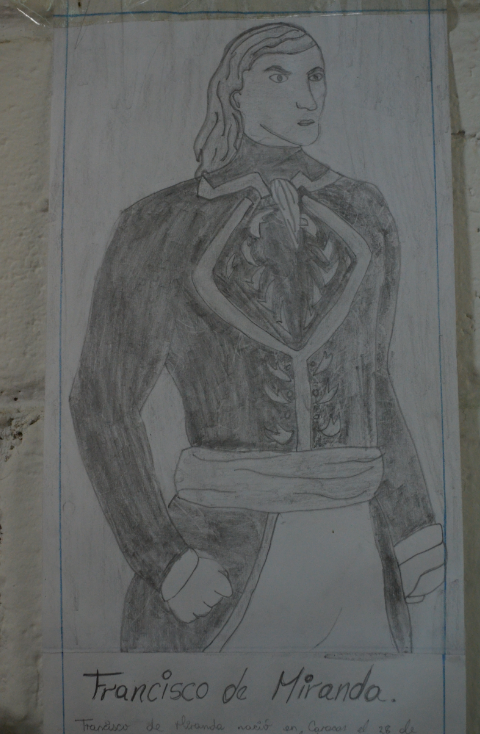 Francisco de Miranda.
Francisco de Miranda nació en, Caracas el 28 de